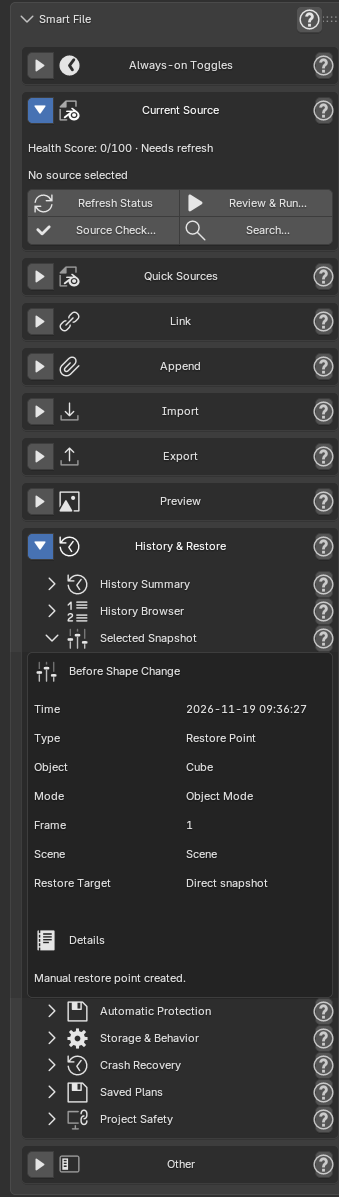 Smart File
Always-on Toggles
Current Source
Health Score: 0/100 · Needs refresh
No source selected
Refresh Status
Review & Run...
Source Check...
Search...
Quick Sources
Link
Append
Import
Export
Preview
History & Restore
History Summary
History Browser
Selected Snapshot
Before Shape Change
Time 2026-11-19 09:36:27
Type Restore Point
Object Cube
Mode Object Mode
Frame 1
Scene Scene
Restore Target Direct snapshot
Details
Manual restore point created.
Automatic Protection
Storage & Behavior
Crash Recovery
Saved Plans
Project Safety
Other